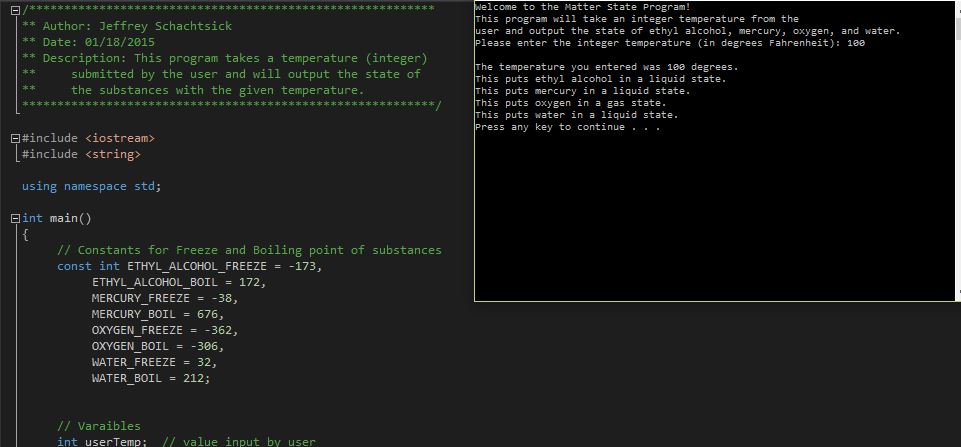 /**********************************************************
** Author: Jeffrey Schachtsick
** Date: 01/18/2015
** Description: This program takes a temperature (integer)
**     submitted by the user and will output the state of
**     the substances with the given temperature.
***********************************************************/
#include <iostream>
#include <string>
using namespace std;
int main()
{
// Constants for Freeze and Boiling point of substances
const int ETHYL_ALCOHOL_FREEZE = -173,
ETHYL_ALCOHOL_BOIL = 172,
MERCURY_FREEZE = -38,
MERCURY_BOIL = 676,
OXYGEN_FREEZE = -362,
OXYGEN_BOIL = -306,
WATER_FREEZE = 32,
WATER_BOIL = 212;
// Varaibles
int userTemp;  // value input by user
Welcome to the Matter State Program!
This program will take an integer temperature from the
user and output the state of ethyl alcohol, mercury, oxygen, and water.
Please enter the integer temperature (in degrees Fahrenheit): 100
The temperature you entered was 100 degrees.
This puts ethyl alcohol in a liquid state.
This puts mercury in a liquid state.
This puts oxygen in a gas state.
This puts water in a liquid state.
Press any key to continue . . .